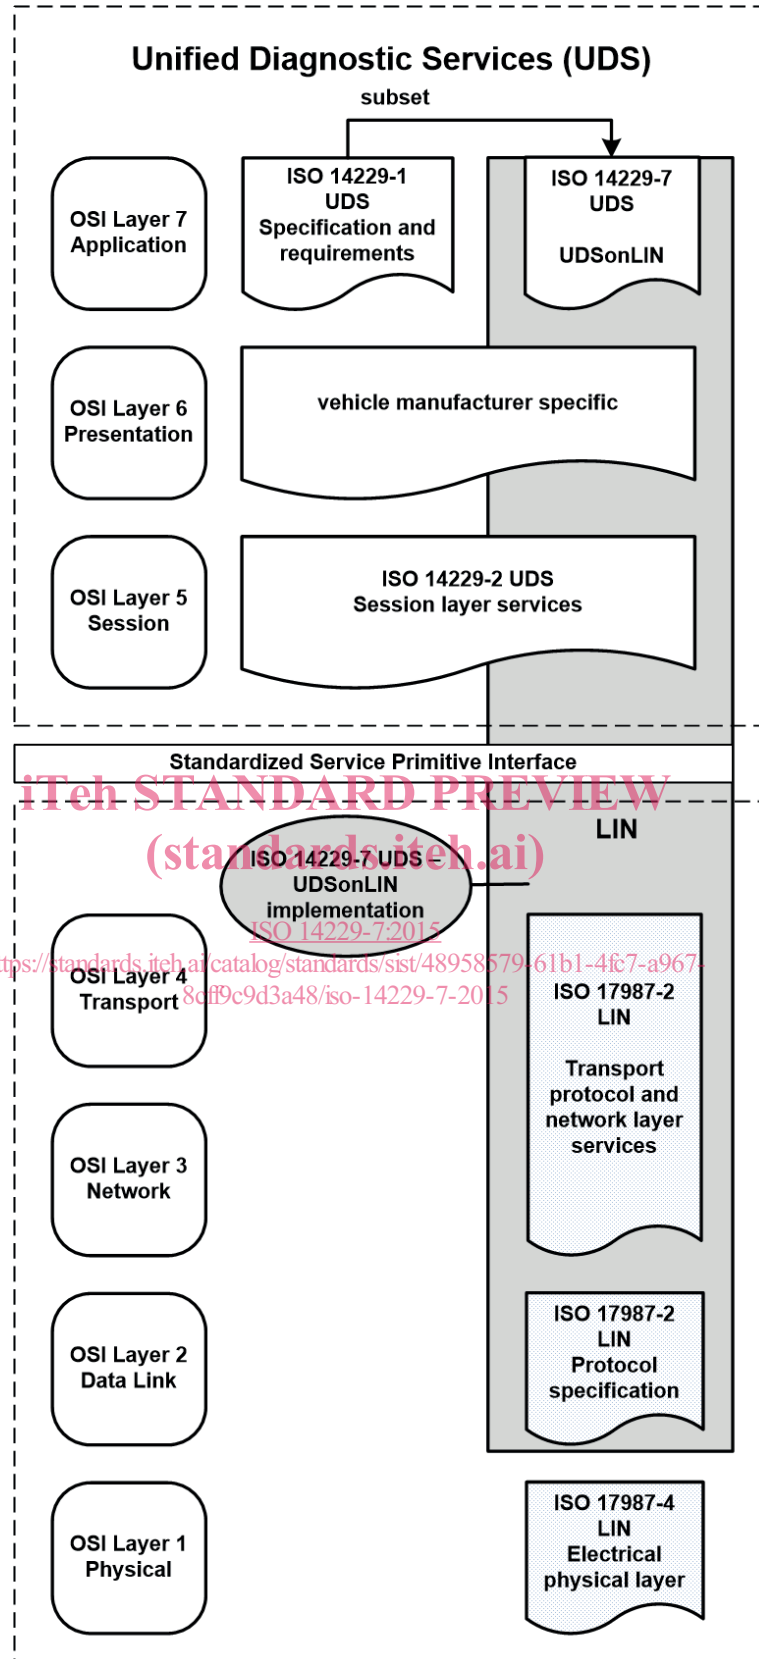 Unified Diagnostic Services (UDS)
subset
OSI Layer 7
Application
ISO 14229-1
UDS
Specification and
requirements
ISO 14229-7
UDS
UDSonLIN
OSI Layer 6
Presentation
vehicle manufacturer specific
OSI Layer 5
Session
ISO 14229-2 UDS
Session layer services
Standardized Service Primitive Interface
iTeh STANDARD PREVIEW
(standards.iteh.ai)
LIN
ISO 14229-7 UDS –
UDSonLIN
implementation
ISO 14229-7:2015
ttps://standards.iteh.ai/catalog/standards/sist/48958579-61b1-4fc7-a967-
8cff9c9d3a48/iso-14229-7-2015
OSI Layer 4
Transport
ISO 17987-2
LIN
Transport
protocol and
network layer
services
OSI Layer 3
Network
OSI Layer 2
Data Link
ISO 17987-2
LIN
Protocol
specification
OSI Layer 1
Physical
ISO 17987-4
LIN
Electrical
physical layer